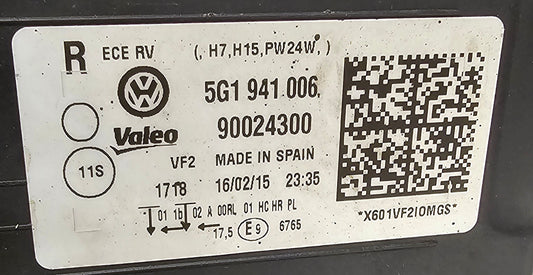 R ECE RV (, H7,H15,PW24W, )
5G1 941 006,
Valeo 90024300
11S
VF2 MADE IN SPAIN
1718 16/02/15 23:35
01 1b 02 A 00RL 01 HC HR PL
17,5 E9 6765
*X601VF2IOMGS*